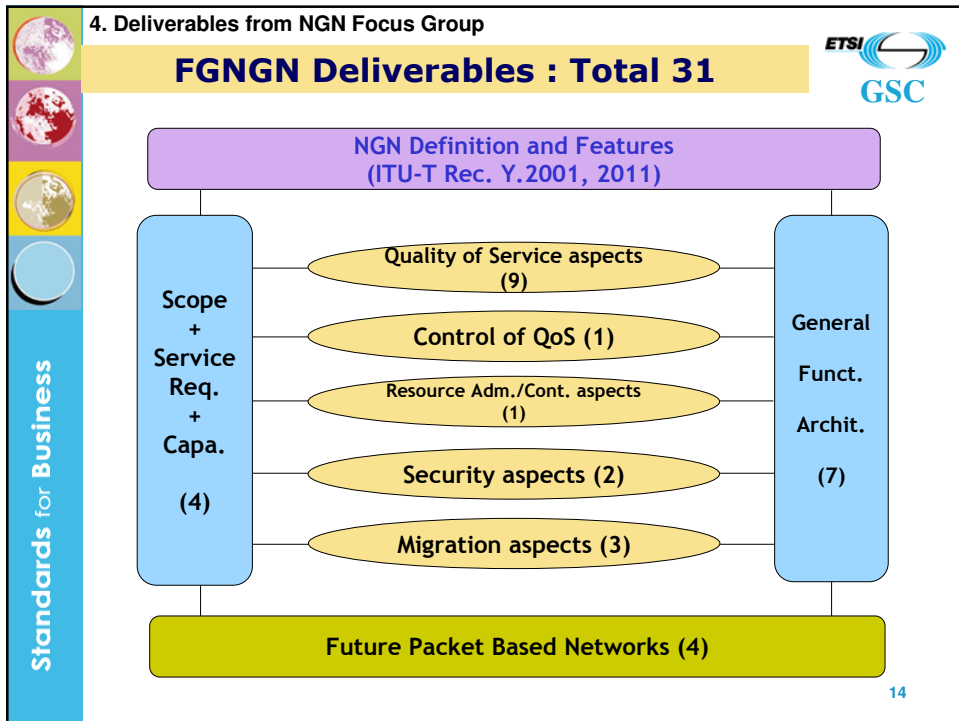 4. Deliverables from NGN Focus Group
FGNGN Deliverables : Total 31
ETSI
GSC
NGN Definition and Features
(ITU-T Rec. Y.2001, 2011)
Scope
+
Service
Req.
+
Capa.
(4)
Quality of Service aspects
(9)
Control of QoS (1)
Resource Adm./Cont. aspects
(1)
Security aspects (2)
Migration aspects (3)
General
Funct.
Archit.
(7)
Future Packet Based Networks (4)
Standards for Business
14